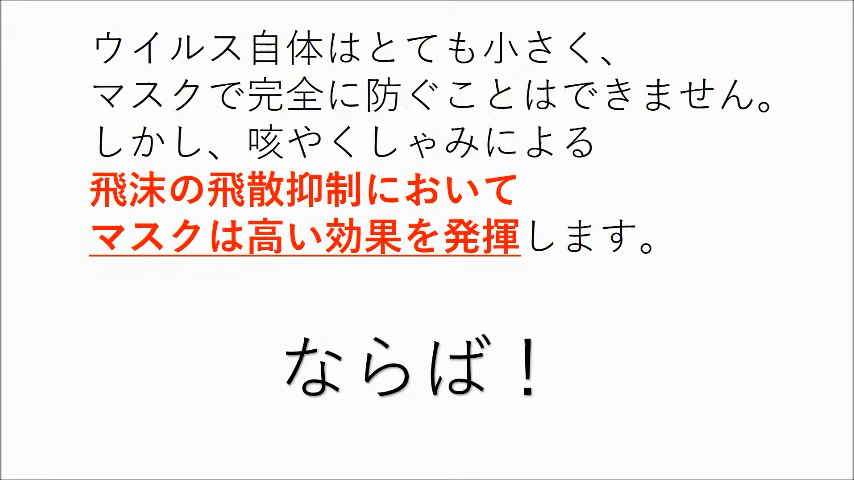 ウイルス自体はとても小さく、
マスクで完全に防ぐことはできません。
しかし、咳やくしゃみによる
飛沫の飛散抑制において
マスクは高い効果を発揮します。
ならば！